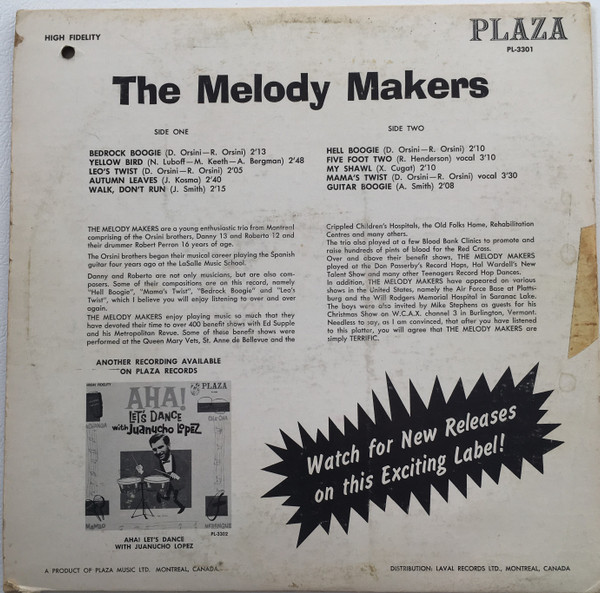 HIGH FIDELITY
PLAZA
PL-3301
The Melody Makers
SIDE ONE
BEDROCK BOOGIE (D. Orsini—R. Orsini) 2'13
YELLOW BIRD (N. Luboff—M. Keeth—A. Bergman) 2'48
LEO'S TWIST (D. Orsini—R. Orsini) 2'05
AUTUMN LEAVES (J. Kosma) 2'40
WALK, DON'T RUN (J. Smith) 2'15
SIDE TWO
HELL BOOGIE (D. Orsini—R. Orsini) 2'10
FIVE FOOT TWO (R. Henderson) vocal 3'10
MY SHAWL (X. Cugat) 2'10
MAMA'S TWIST (D. Orsini—R. Orsini) vocal 3'30
GUITAR BOOGIE (A. Smith) 2'08
THE MELODY MAKERS are a young enthusiastic trio from Montreal
comprising of the Orsini brothers, Danny 13 and Roberto 12 and
their drummer Robert Perron 16 years of age.
The Orsini brothers began their musical career playing the Spanish
guitar four years ago at the LaSalle Music School.
Danny and Roberto are not only musicians, but are also com-
posers. Some of their compositions are on this record, namely
"Hell Boogie", "Mama's Twist", "Bedrock Boogie" and "Leo's
Twist", which I believe you will enjoy listening to over and over
again.
THE MELODY MAKERS enjoy playing music so much that they
have devoted their time to over 400 benefit shows with Ed Supple
and his Metropolitan Revue. Some of these benefit shows were
performed at the Queen Mary Vets, St. Anne de Bellevue and the
Crippled Children's Hospitals, the Old Folks Home, Rehabilitation
Centres and many others.
The trio also played at a few Blood Bank Clinics to promote and
raise hundreds of pints of blood for the Red Cross.
Over and above their benefit shows, THE MELODY MAKERS
played at the Don Passerby's Record Hops, Hal Wardell's New
Talent Show and many other Teenagers Record Hop Dances.
In addition, THE MELODY MAKERS have appeared on various
shows in the United States, namely the Air Force Base at Platts-
burg and the Will Rodgers Memorial Hospital in Saranac Lake.
The boys were also invited by Mike Stephens as guests for his
Christmas Show on W.C.A.X. channel 3 in Burlington, Vermont.
Needless to say, as I am convinced, that after you have listened
to this platter, you will agree that THE MELODY MAKERS are
simply TERRIFIC.
ANOTHER RECORDING AVAILABLE
ON PLAZA RECORDS
HIGH FIDELITY
PLAZA
AHA!
LET'S DANCE
with JUANUCHO LOPEZ
CHA-CHA
MAMBO
MERENGUE
PL-3302
AHA! LET'S DANCE
WITH JUANUCHO LOPEZ
Watch for New Releases
on this Exciting Label!
A PRODUCT OF PLAZA MUSIC LTD. MONTREAL, CANADA
DISTRIBUTION: LAVAL RECORDS LTD., MONTREAL, CANADA